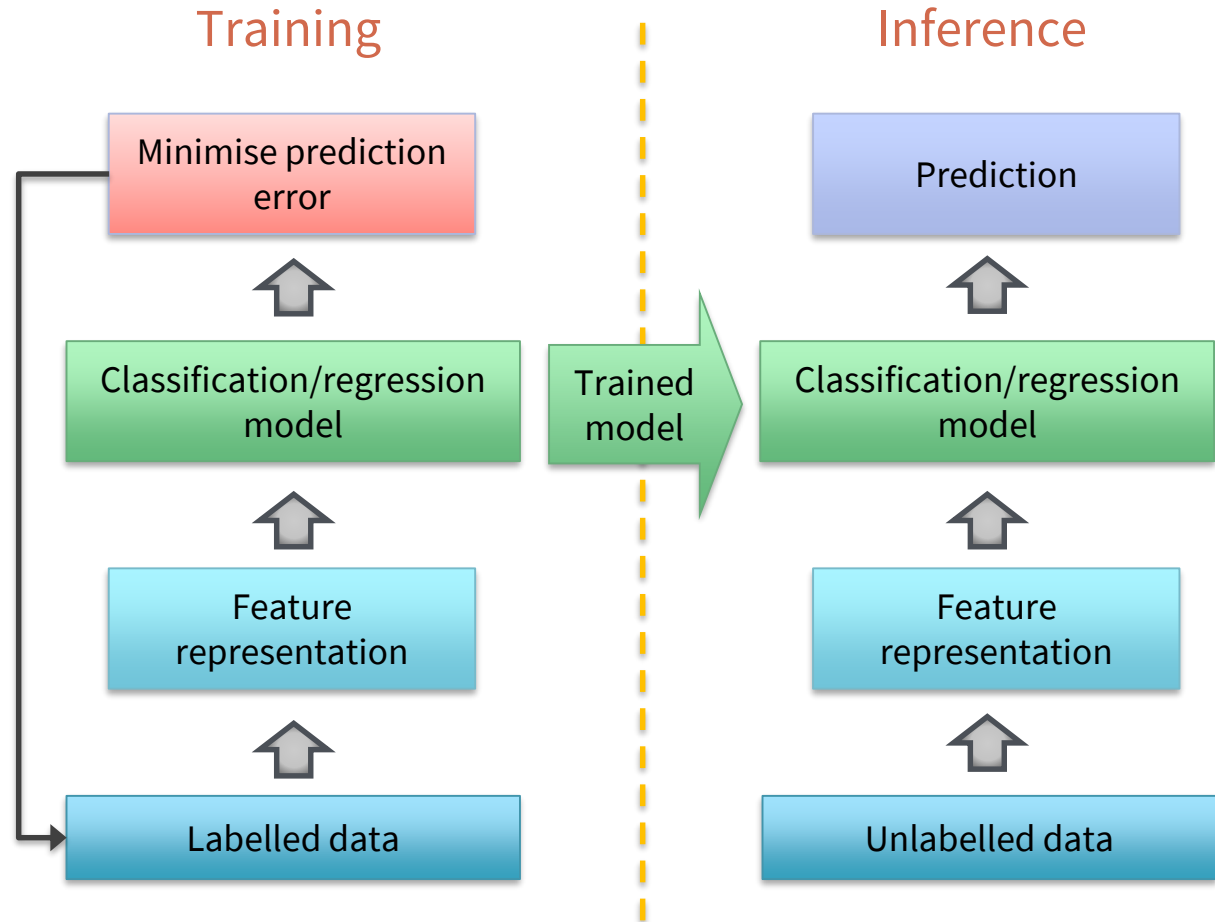 Training
Inference
Minimise prediction
error
Prediction
Classification/regression
model
Trained
model
Classification/regression
model
Feature
representation
Feature
representation
Labelled data
Unlabelled data